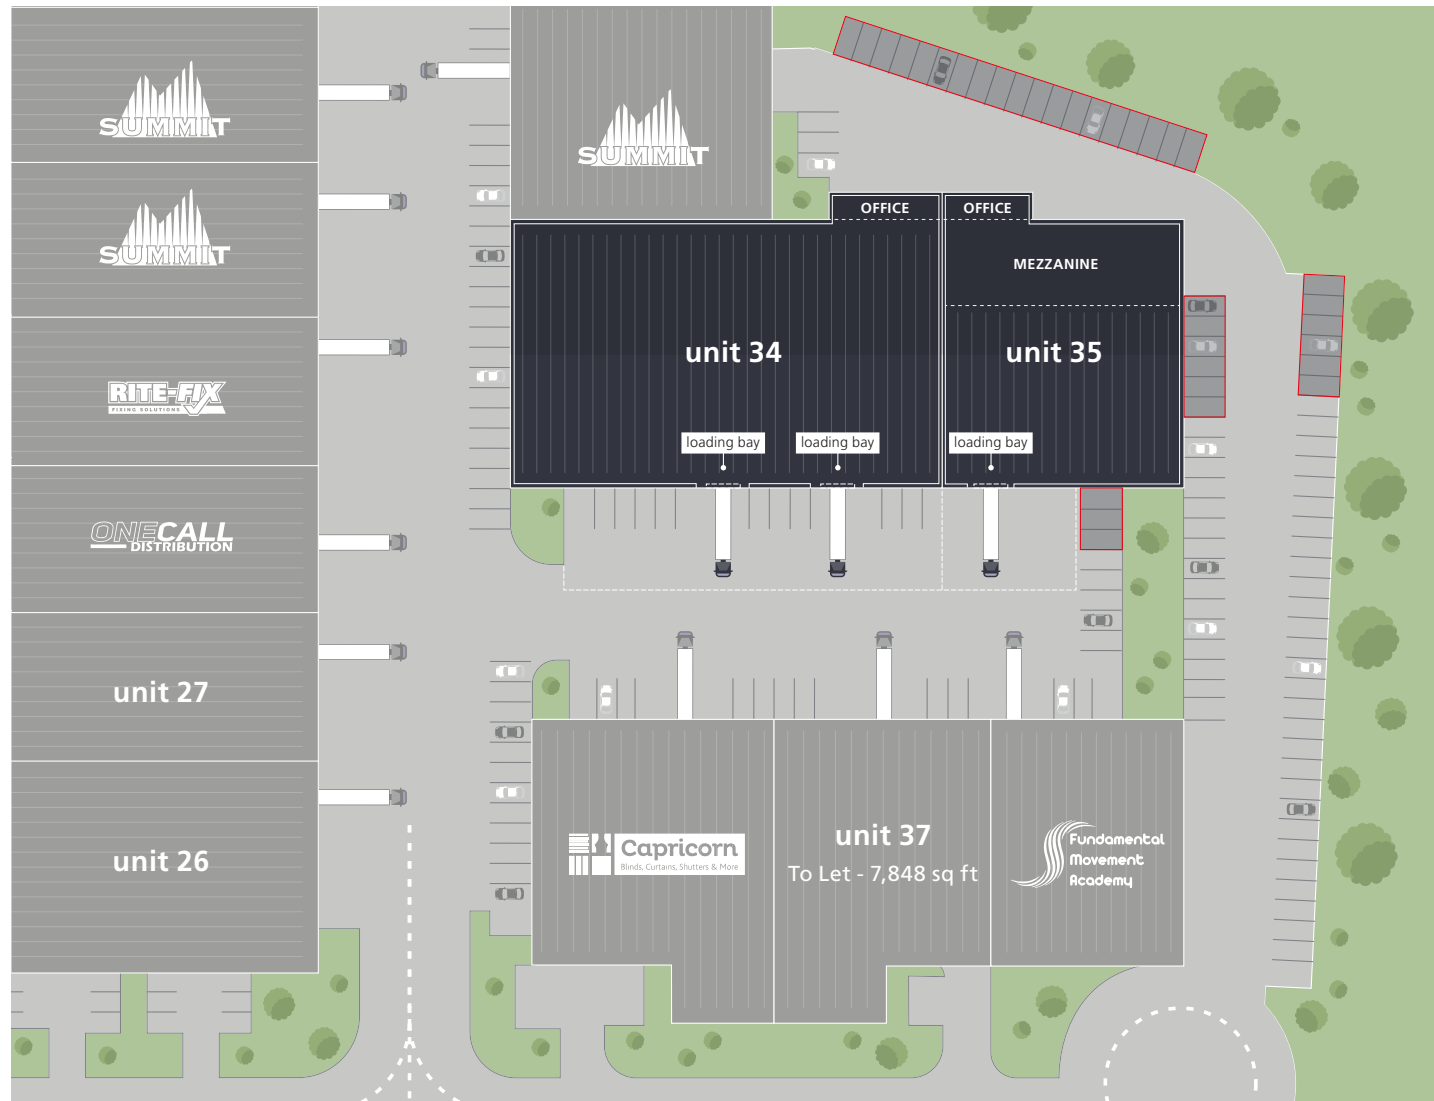 SUMMIT
SUMMIT
SUMMIT
OFFICE
OFFICE
MEZZANINE
unit 34
unit 35
RITE-FIX
FIXING SOLUTIONS
loading bay
loading bay
loading bay
ONECALL
DISTRIBUTION
unit 27
unit 26
Capricorn
Blinds, Curtains, Shutters & More
unit 37
To Let - 7,848 sq ft
Fundamental
Movement
Academy